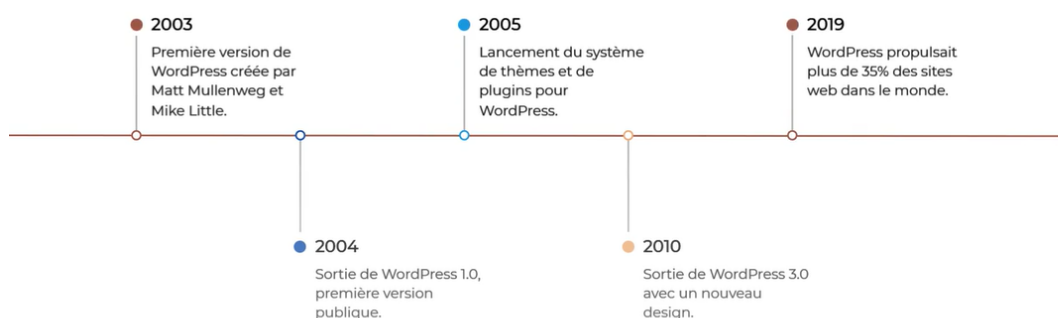 2003
Première version de
WordPress créée par
Matt Mullenweg et
Mike Little.
2004
Sortie de WordPress 1.0,
première version
publique.
2005
Lancement du système
de thèmes et de
plugins pour
WordPress.
2010
Sortie de WordPress 3.0
avec un nouveau
design.
2019
WordPress propulsait
plus de 35% des sites
web dans le monde.